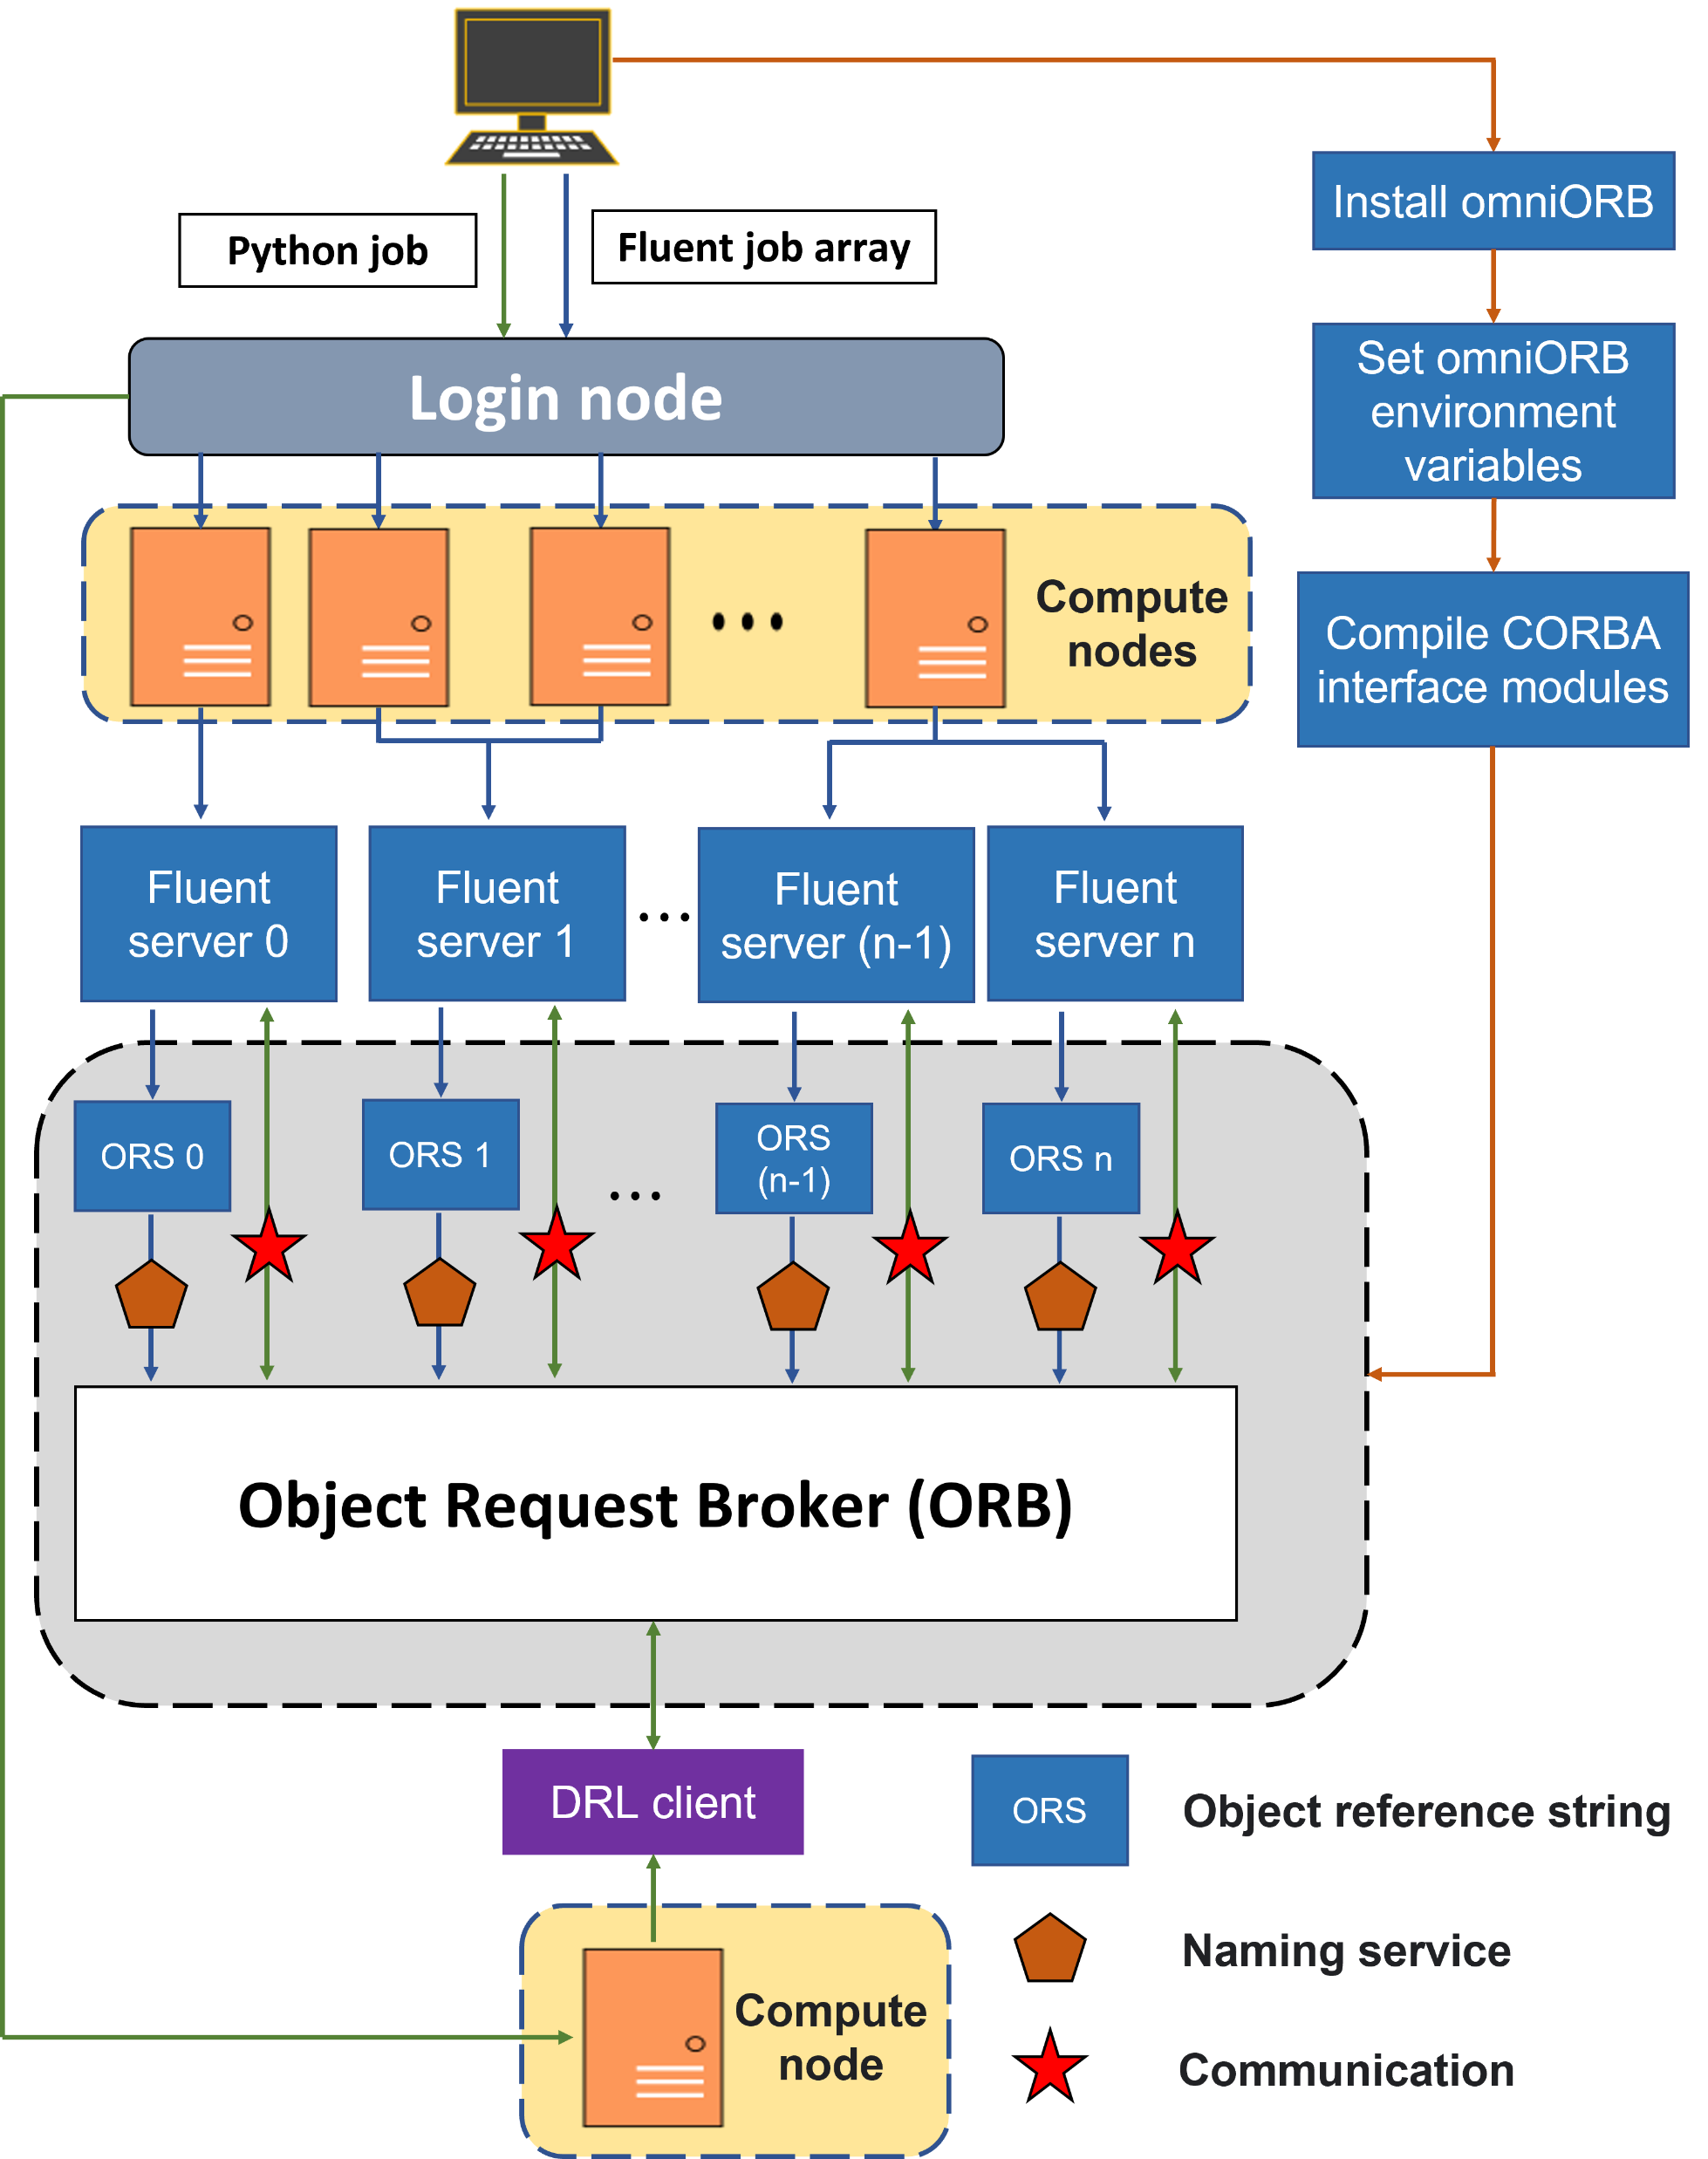 Python job
Fluent job array
Install omniORB
Login node
Set omniORB
environment
variables
Compute
nodes
...
Compile CORBA
interface modules
Fluent
server 0
Fluent
server 1
...
Fluent
server (n-1)
Fluent
server n
ORS 0
ORS 1
...
ORS
(n-1)
ORS n
Object Request Broker (ORB)
DRL client
ORS
Object reference string
Naming service
Compute
node
Communication